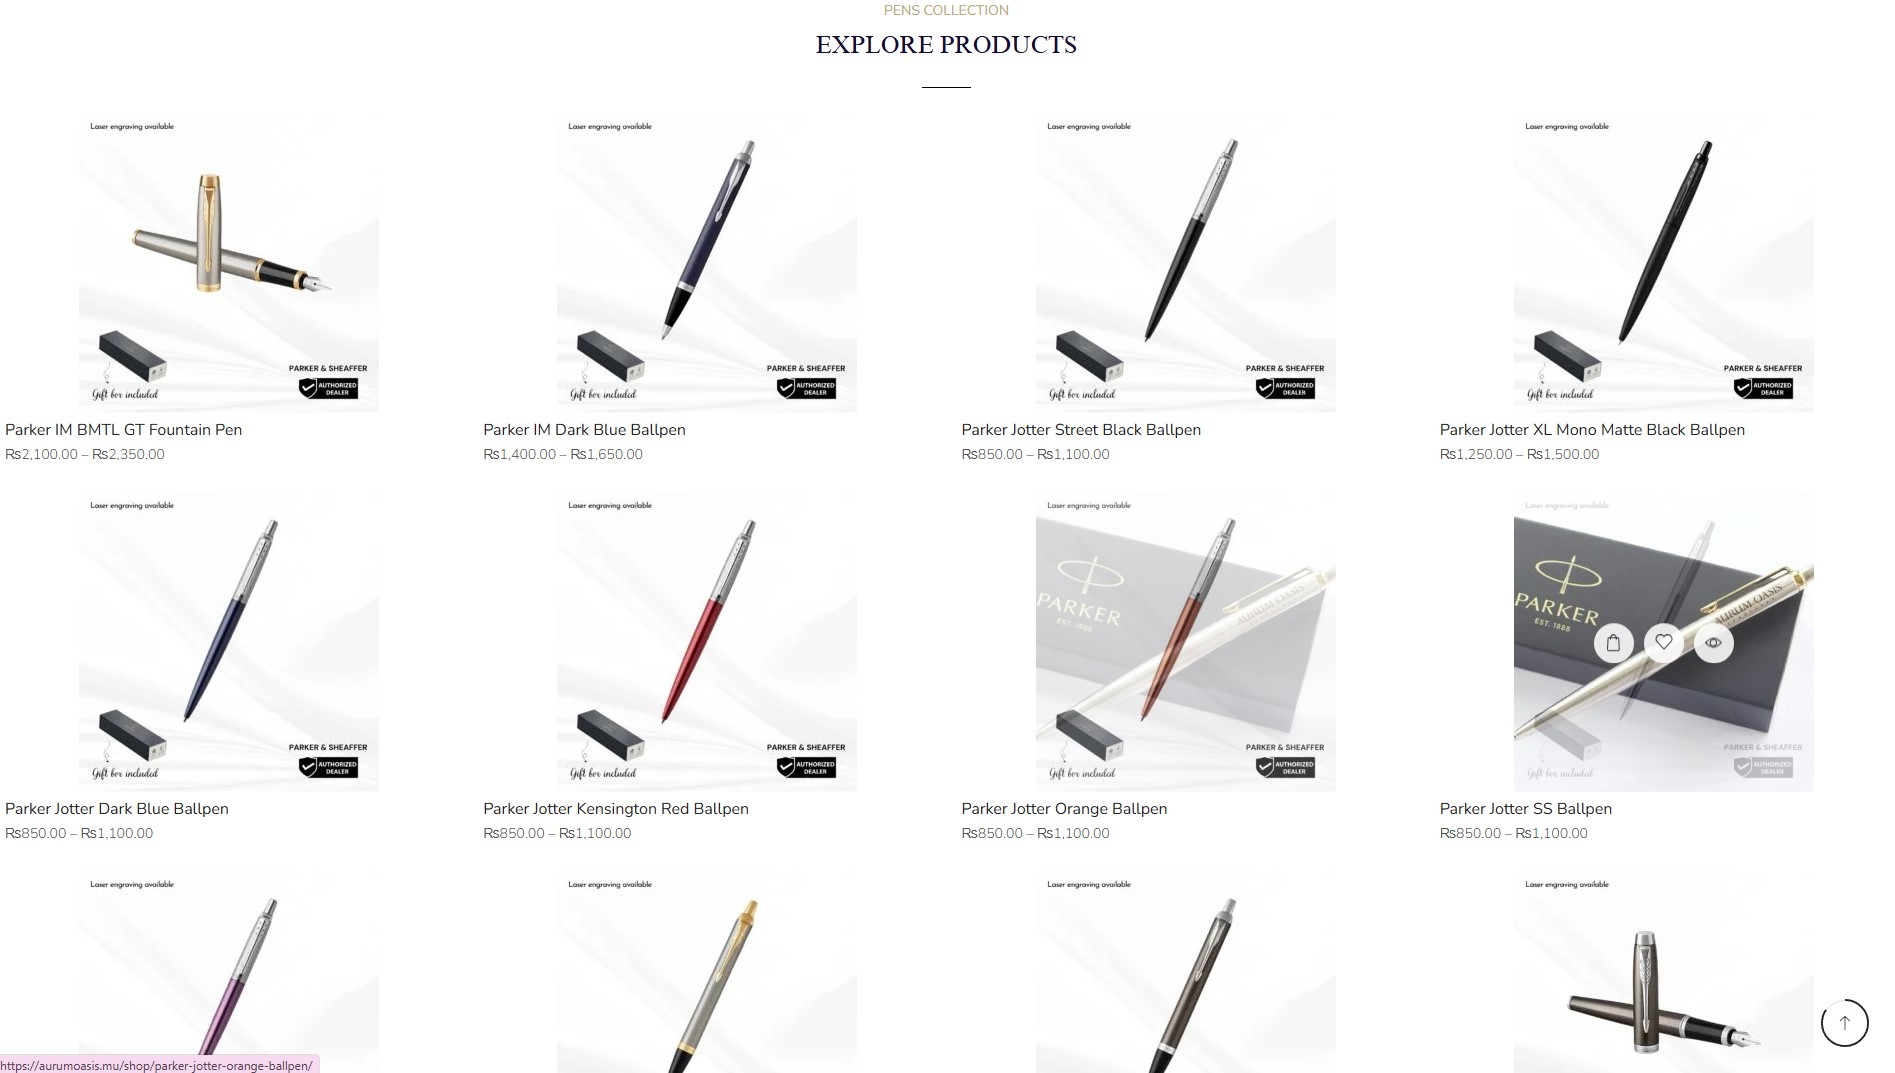 PENS COLLECTION
EXPLORE PRODUCTS
Laser engraving available
Laser engraving available
Laser engraving available
Laser engraving available
PARKER & SHEAFFER
AUTHORIZED
DEALER
Gift box included
PARKER & SHEAFFER
AUTHORIZED
DEALER
Gift box included
PARKER & SHEAFFER
AUTHORIZED
DEALER
Gift box included
PARKER & SHEAFFER
AUTHORIZED
DEALER
Gift box included
Parker IM BMTL GT Fountain Pen
₨2,100.00 – ₨2,350.00
Parker IM Dark Blue Ballpen
₨1,400.00 – ₨1,650.00
Parker Jotter Street Black Ballpen
₨850.00 – ₨1,100.00
Parker Jotter XL Mono Matte Black Ballpen
₨1,250.00 – ₨1,500.00
Laser engraving available
Laser engraving available
Laser engraving available
Laser engraving available
PARKER & SHEAFFER
AUTHORIZED
DEALER
Gift box included
PARKER & SHEAFFER
AUTHORIZED
DEALER
Gift box included
PARKER
EST. 1888
AURUM OASIS
PARKER & SHEAFFER
AUTHORIZED
DEALER
Gift box included
PARKER
EST. 1888
AURUM OASIS
PARKER & SHEAFFER
AUTHORIZED
DEALER
Gift box included
Parker Jotter Dark Blue Ballpen
₨850.00 – ₨1,100.00
Parker Jotter Kensington Red Ballpen
₨850.00 – ₨1,100.00
Parker Jotter Orange Ballpen
₨850.00 – ₨1,100.00
Parker Jotter SS Ballpen
₨850.00 – ₨1,100.00
Laser engraving available
Laser engraving available
Laser engraving available
Laser engraving available
https://aurumoasis.mu/shop/parker-jotter-orange-ballpen/